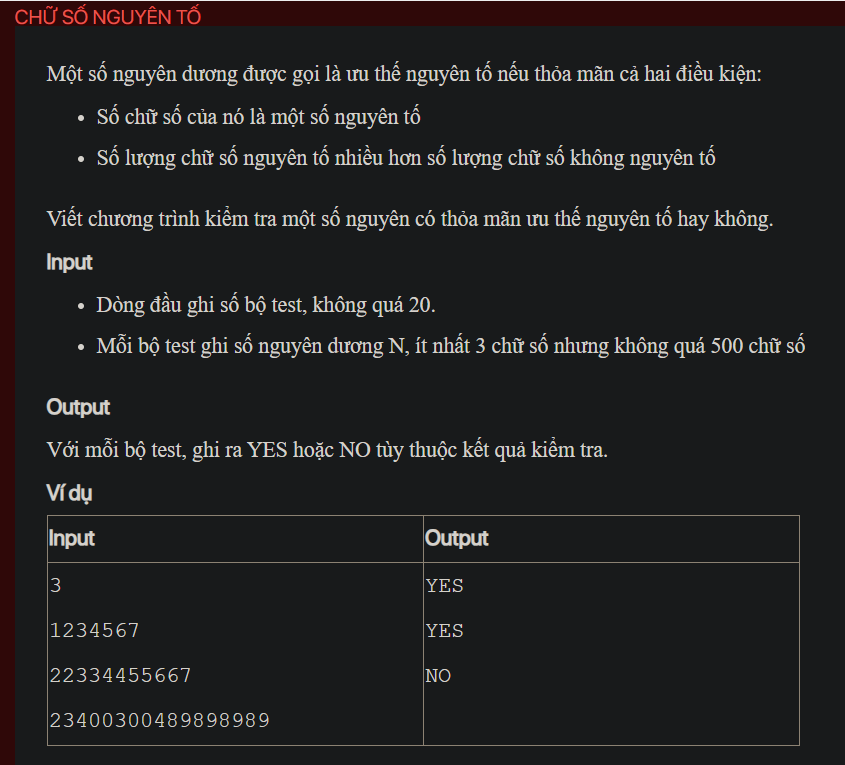 CHỮ SỐ NGUYÊN TỐ
Một số nguyên dương được gọi là ưu thế nguyên tố nếu thỏa mãn cả hai điều kiện:
• Số chữ số của nó là một số nguyên tố
• Số lượng chữ số nguyên tố nhiều hơn số lượng chữ số không nguyên tố
Viết chương trình kiểm tra một số nguyên có thỏa mãn ưu thế nguyên tố hay không.
Input
• Dòng đầu ghi số bộ test, không quá 20.
• Mỗi bộ test ghi số nguyên dương N, ít nhất 3 chữ số nhưng không quá 500 chữ số
Output
Với mỗi bộ test, ghi ra YES hoặc NO tùy thuộc kết quả kiểm tra.
Ví dụ
Input Output
3 YES
1234567 YES
22334455667 NO
23400300489898989